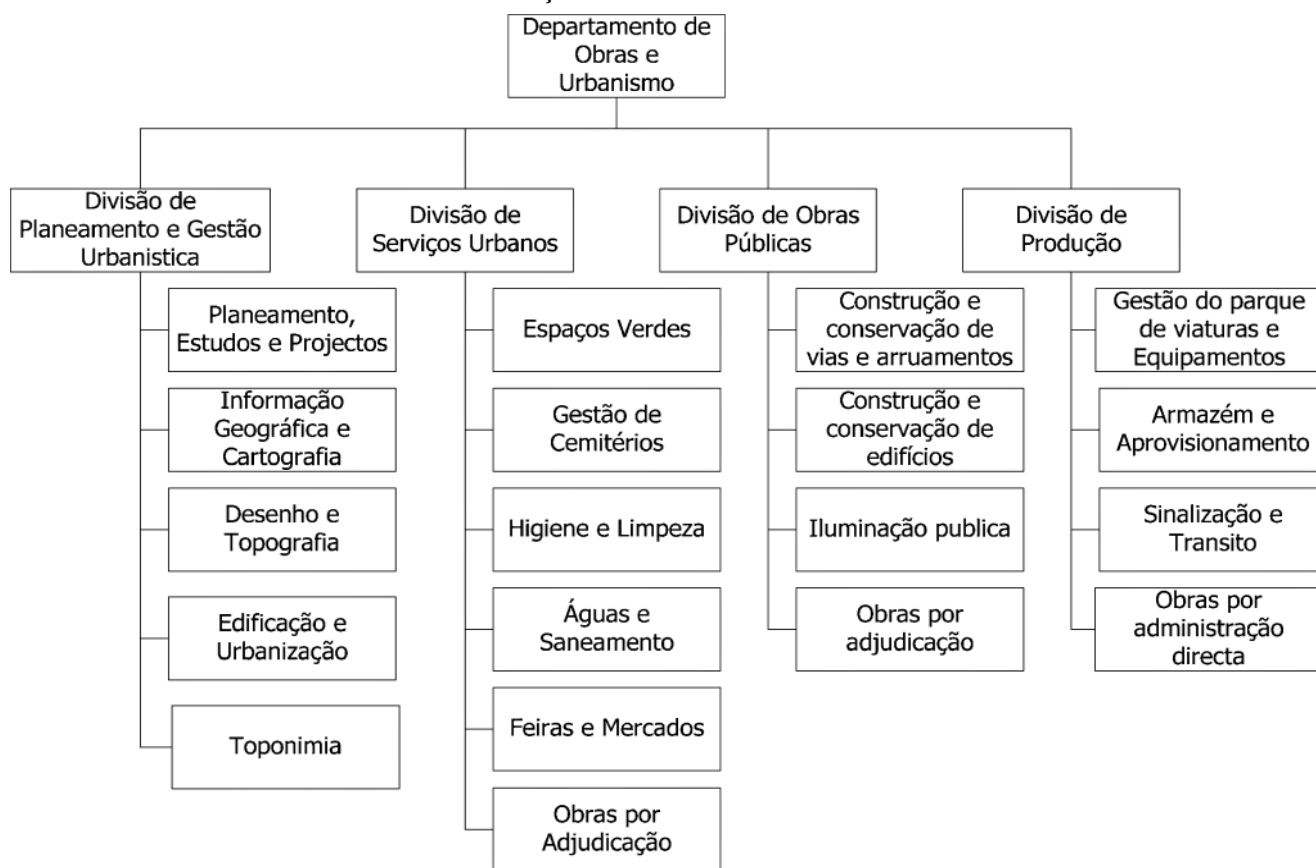 Departamento de
Obras e
Urbanismo
Divisão de
Planeamento e Gestão
Urbanistica
Planeamento,
Estudos e Projectos
Informação
Geográfica e
Cartografia
Desenho e
Topografia
Edificação e
Urbanização
Toponimia
Divisão de
Serviços Urbanos
Espaços Verdes
Gestão de
Cemitérios
Higiene e Limpeza
Águas e
Saneamento
Feiras e Mercados
Obras por
Adjudicação
Divisão de Obras
Públicas
Construção e
conservação de
vias e arruamentos
Construção e
conservação de
edifícios
Iluminação publica
Obras por
adjudicação
Divisão de
Produção
Gestão do parque
de viaturas e
Equipamentos
Armazém e
Aprovisionamento
Sinalização e
Transito
Obras por
administração
directa